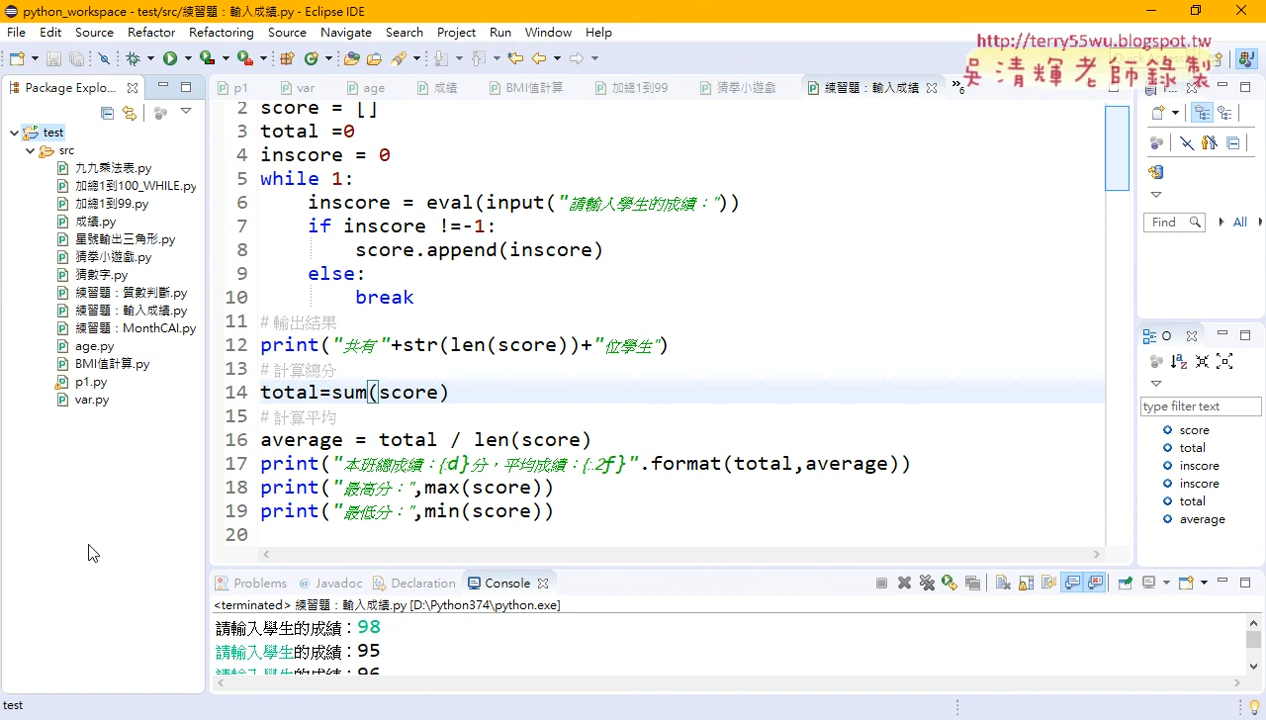 python_workspace - test/src/練習題：輸入成績.py - Eclipse IDE
File Edit Source Refactor Refactoring Source Navigate Search Project Run Window Help
http://terry55wu.blogspot.tw
吳清輝老師錄製
Package Explo...
p1 var age 成績 BMI值計算 加總1到99 猜拳小遊戲 練習題：輸入成績 »6
test
src
九九乘法表.py
加總1到100_WHILE.py
加總1到99.py
成績.py
星號輸出三角形.py
猜拳小遊戲.py
猜數字.py
練習題：質數判斷.py
練習題：輸入成績.py
練習題：MonthCAl.py
age.py
BMI值計算.py
p1.py
var.py
2 score = []
3 total =0
4 inscore = 0
5 while 1:
6 inscore = eval(input("請輸入學生的成績："))
7 if inscore !=-1:
8 score.append(inscore)
9 else:
10 break
11 # 輸出結果
12 print("共有"+str(len(score))+"位學生")
13 # 計算總分
14 total=sum(score)
15 # 計算平均
16 average = total / len(score)
17 print("本班總成績：{:d}分，平均成績：{:.2f}".format(total,average))
18 print("最高分：",max(score))
19 print("最低分：",min(score))
20
Find All
O
type filter text
score
total
inscore
inscore
total
average
Problems Javadoc Declaration Console
<terminated> 練習題：輸入成績.py [D:\Python374\python.exe]
請輸入學生的成績：98
請輸入學生的成績：95
請輸入學生的成績：96
test